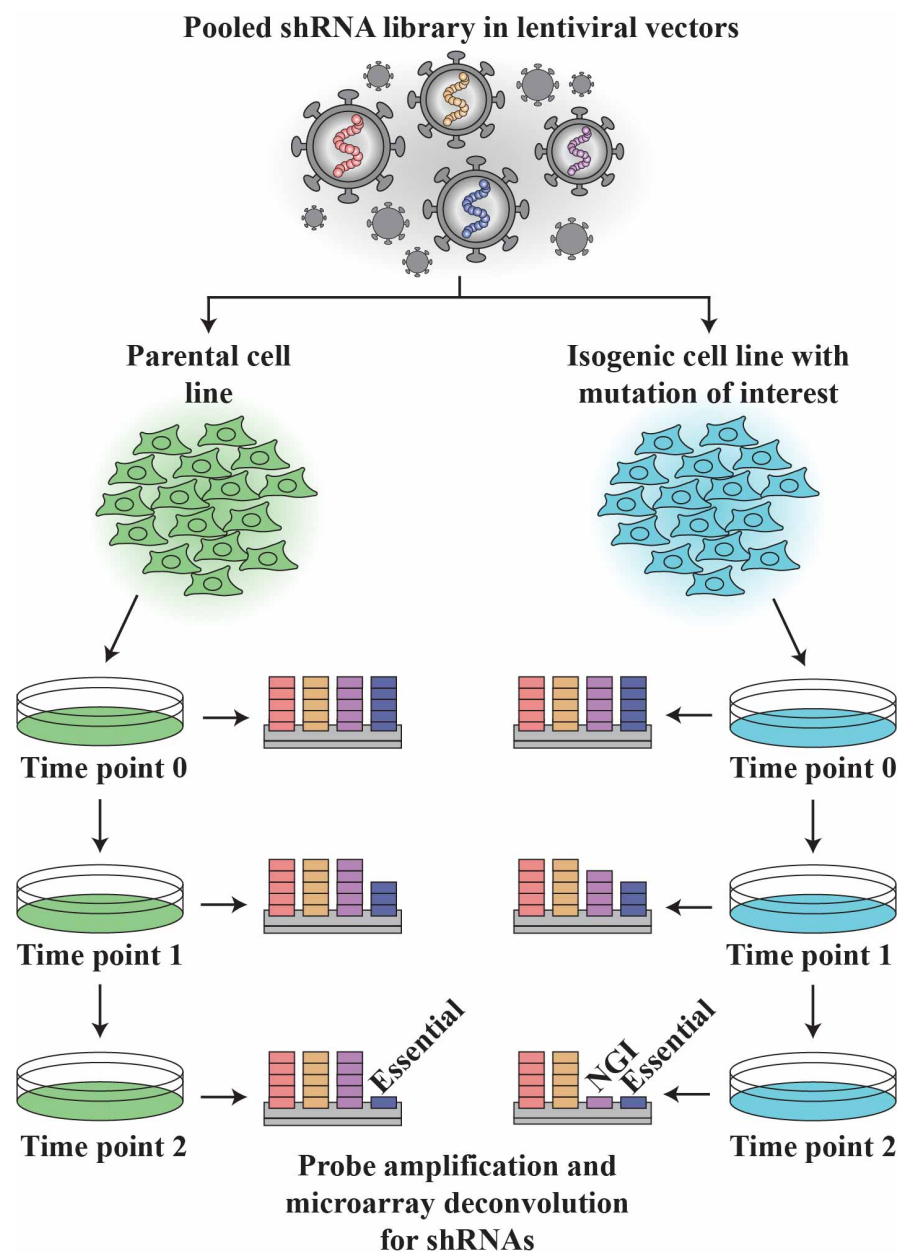 Pooled shRNA library in lentiviral vectors
Parental cell
line
Isogenic cell line with
mutation of interest
Time point 0
Time point 0
Time point 1
Time point 1
Essential
NGI
Essential
Time point 2
Time point 2
Probe amplification and
microarray deconvolution
for shRNAs